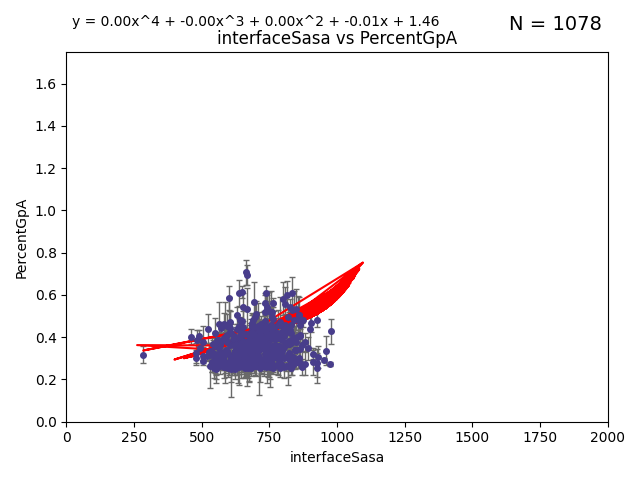 y = 0.00x^4 + -0.00x^3 + 0.00x^2 + -0.01x + 1.46
N = 1078
interfaceSasa vs PercentGpA
PercentGpA
1.6
1.4
1.2
1.0
0.8
0.6
0.4
0.2
0.0
0 250 500 750 1000 1250 1500 1750 2000
interfaceSasa